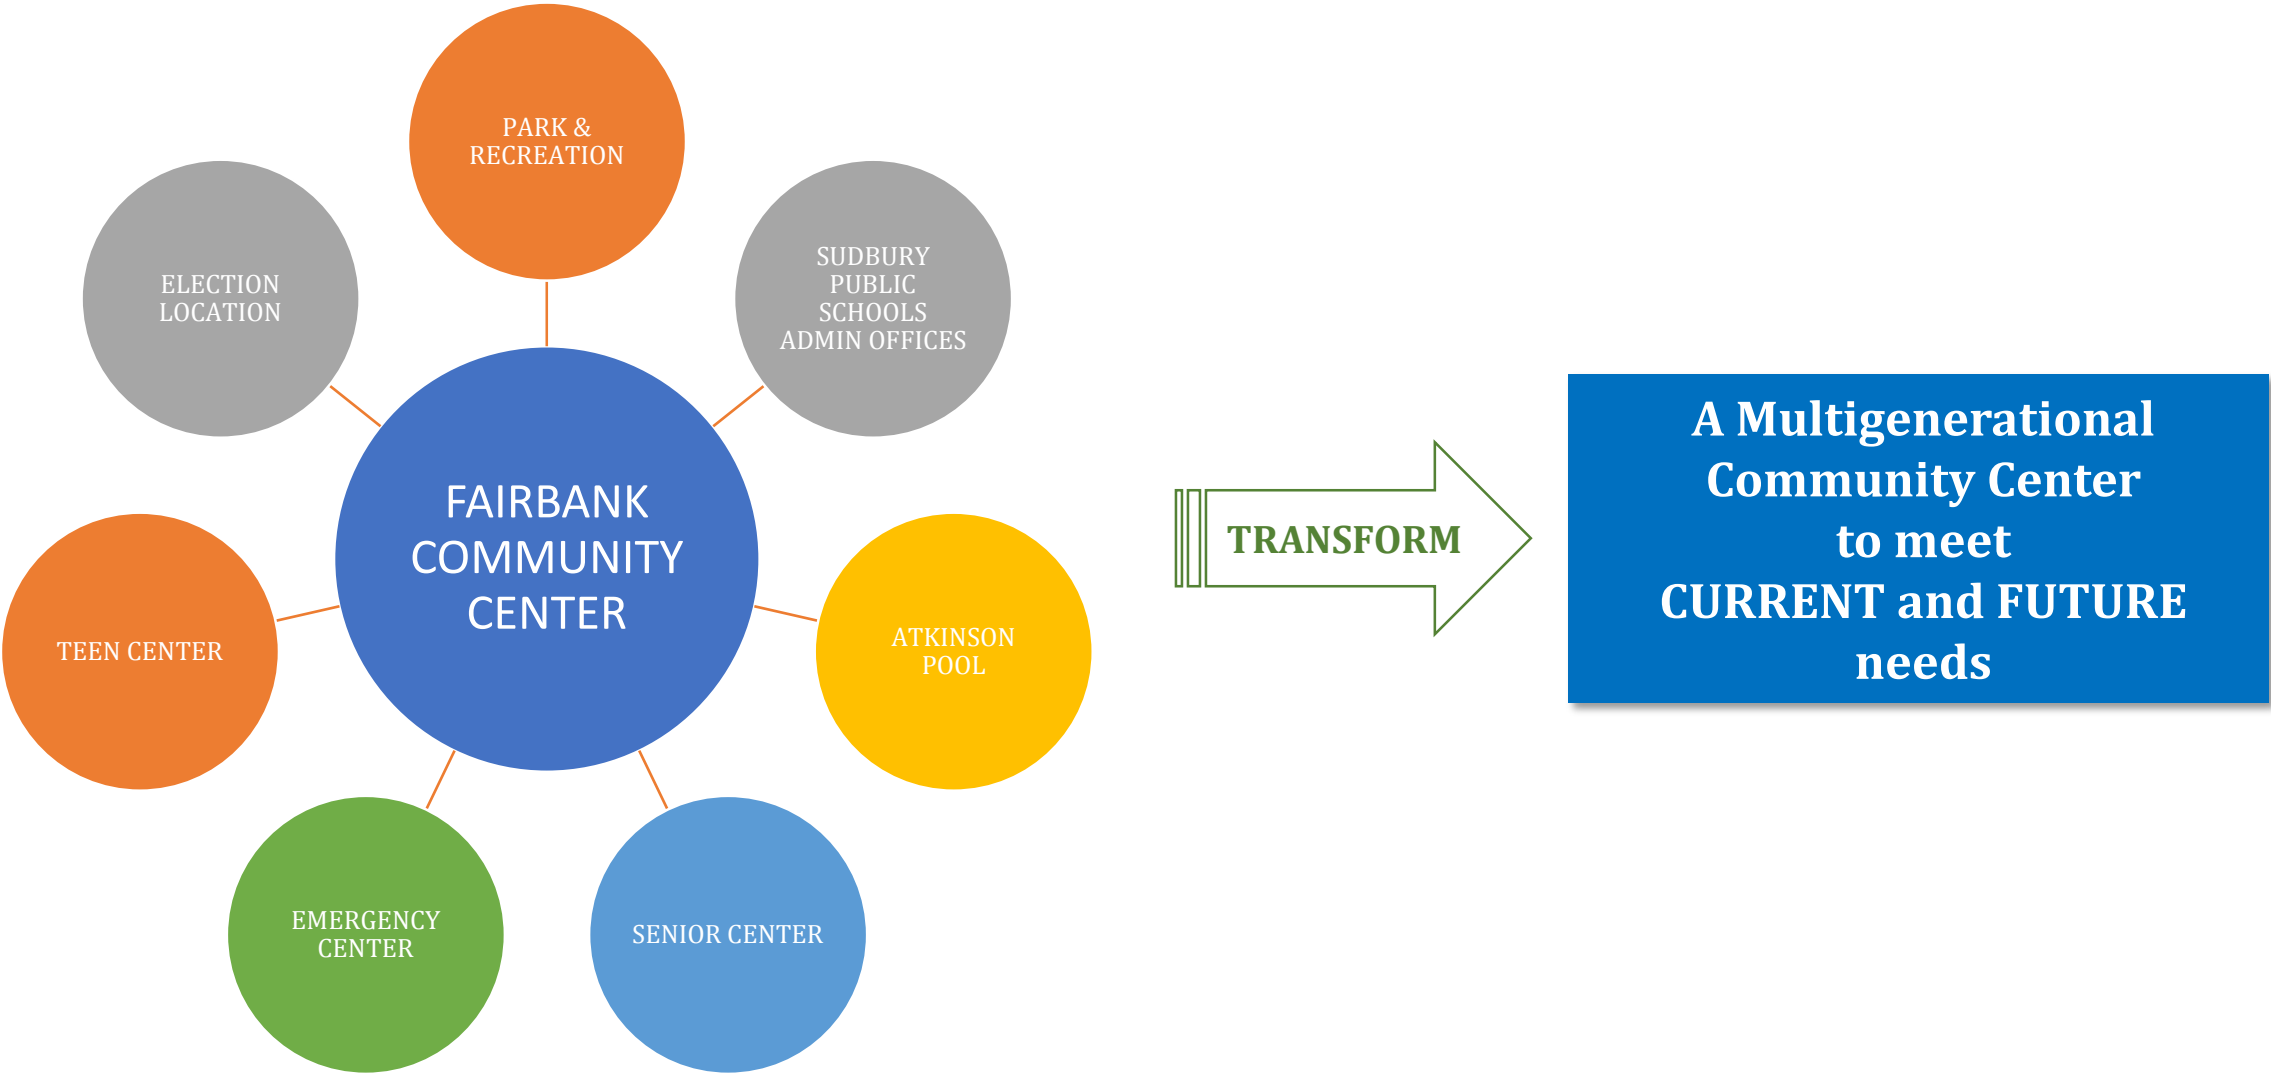 PARK &
RECREATION
SUDBURY
PUBLIC
SCHOOLS
ADMIN OFFICES
ATKINSON
POOL
SENIOR CENTER
EMERGENCY
CENTER
TEEN CENTER
ELECTION
LOCATION
FAIRBANK
COMMUNITY
CENTER
TRANSFORM
A Multigenerational
Community Center
to meet
CURRENT and FUTURE
needs